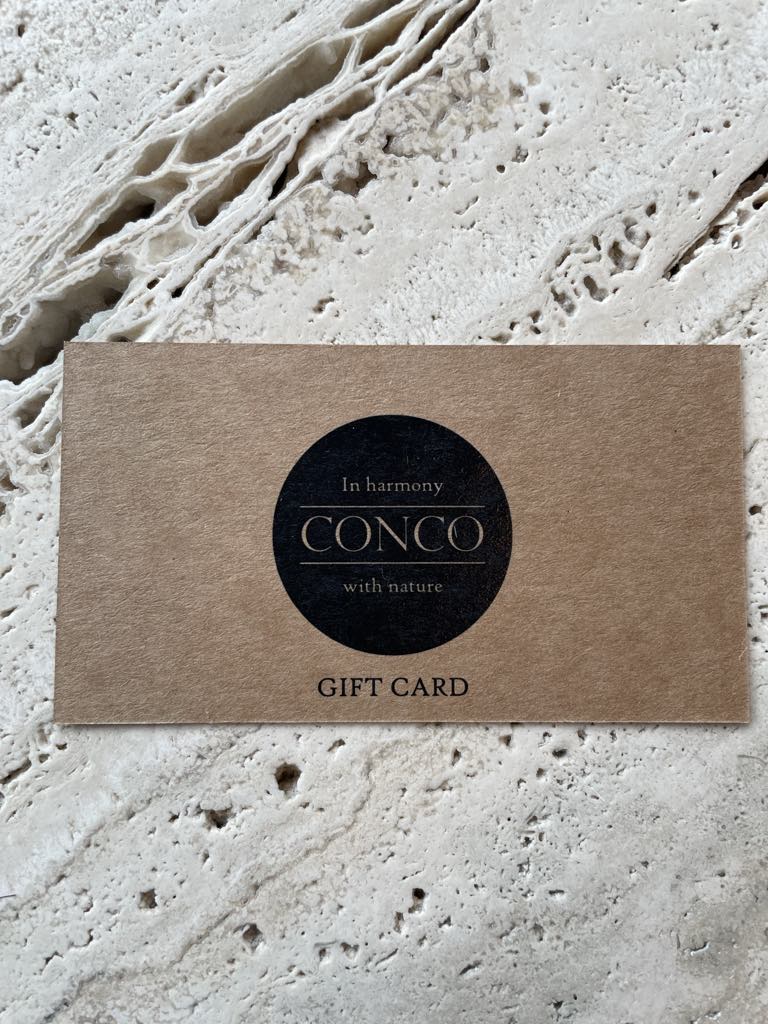 In harmony
CONCO
with nature
GIFT CARD